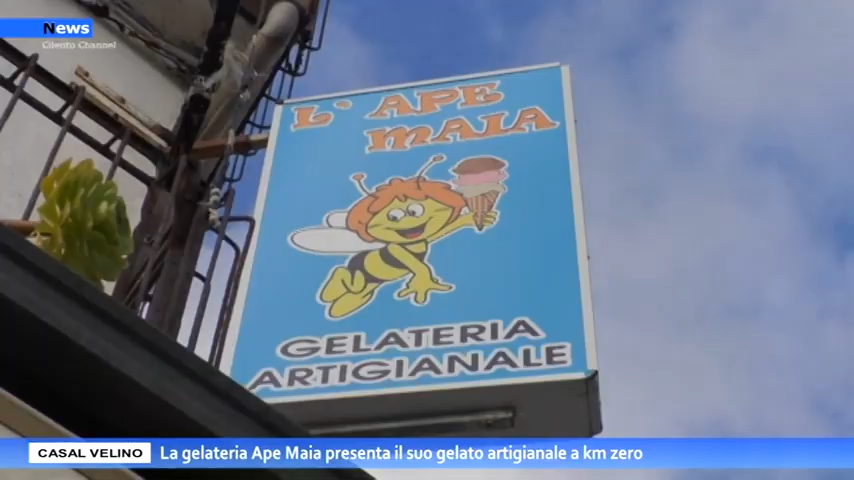 News
Cilento Channel
L' APE
MAIA
GELATERIA
ARTIGIANALE
CASAL VELINO La gelateria Ape Maia presenta il suo gelato artigianale a km zero